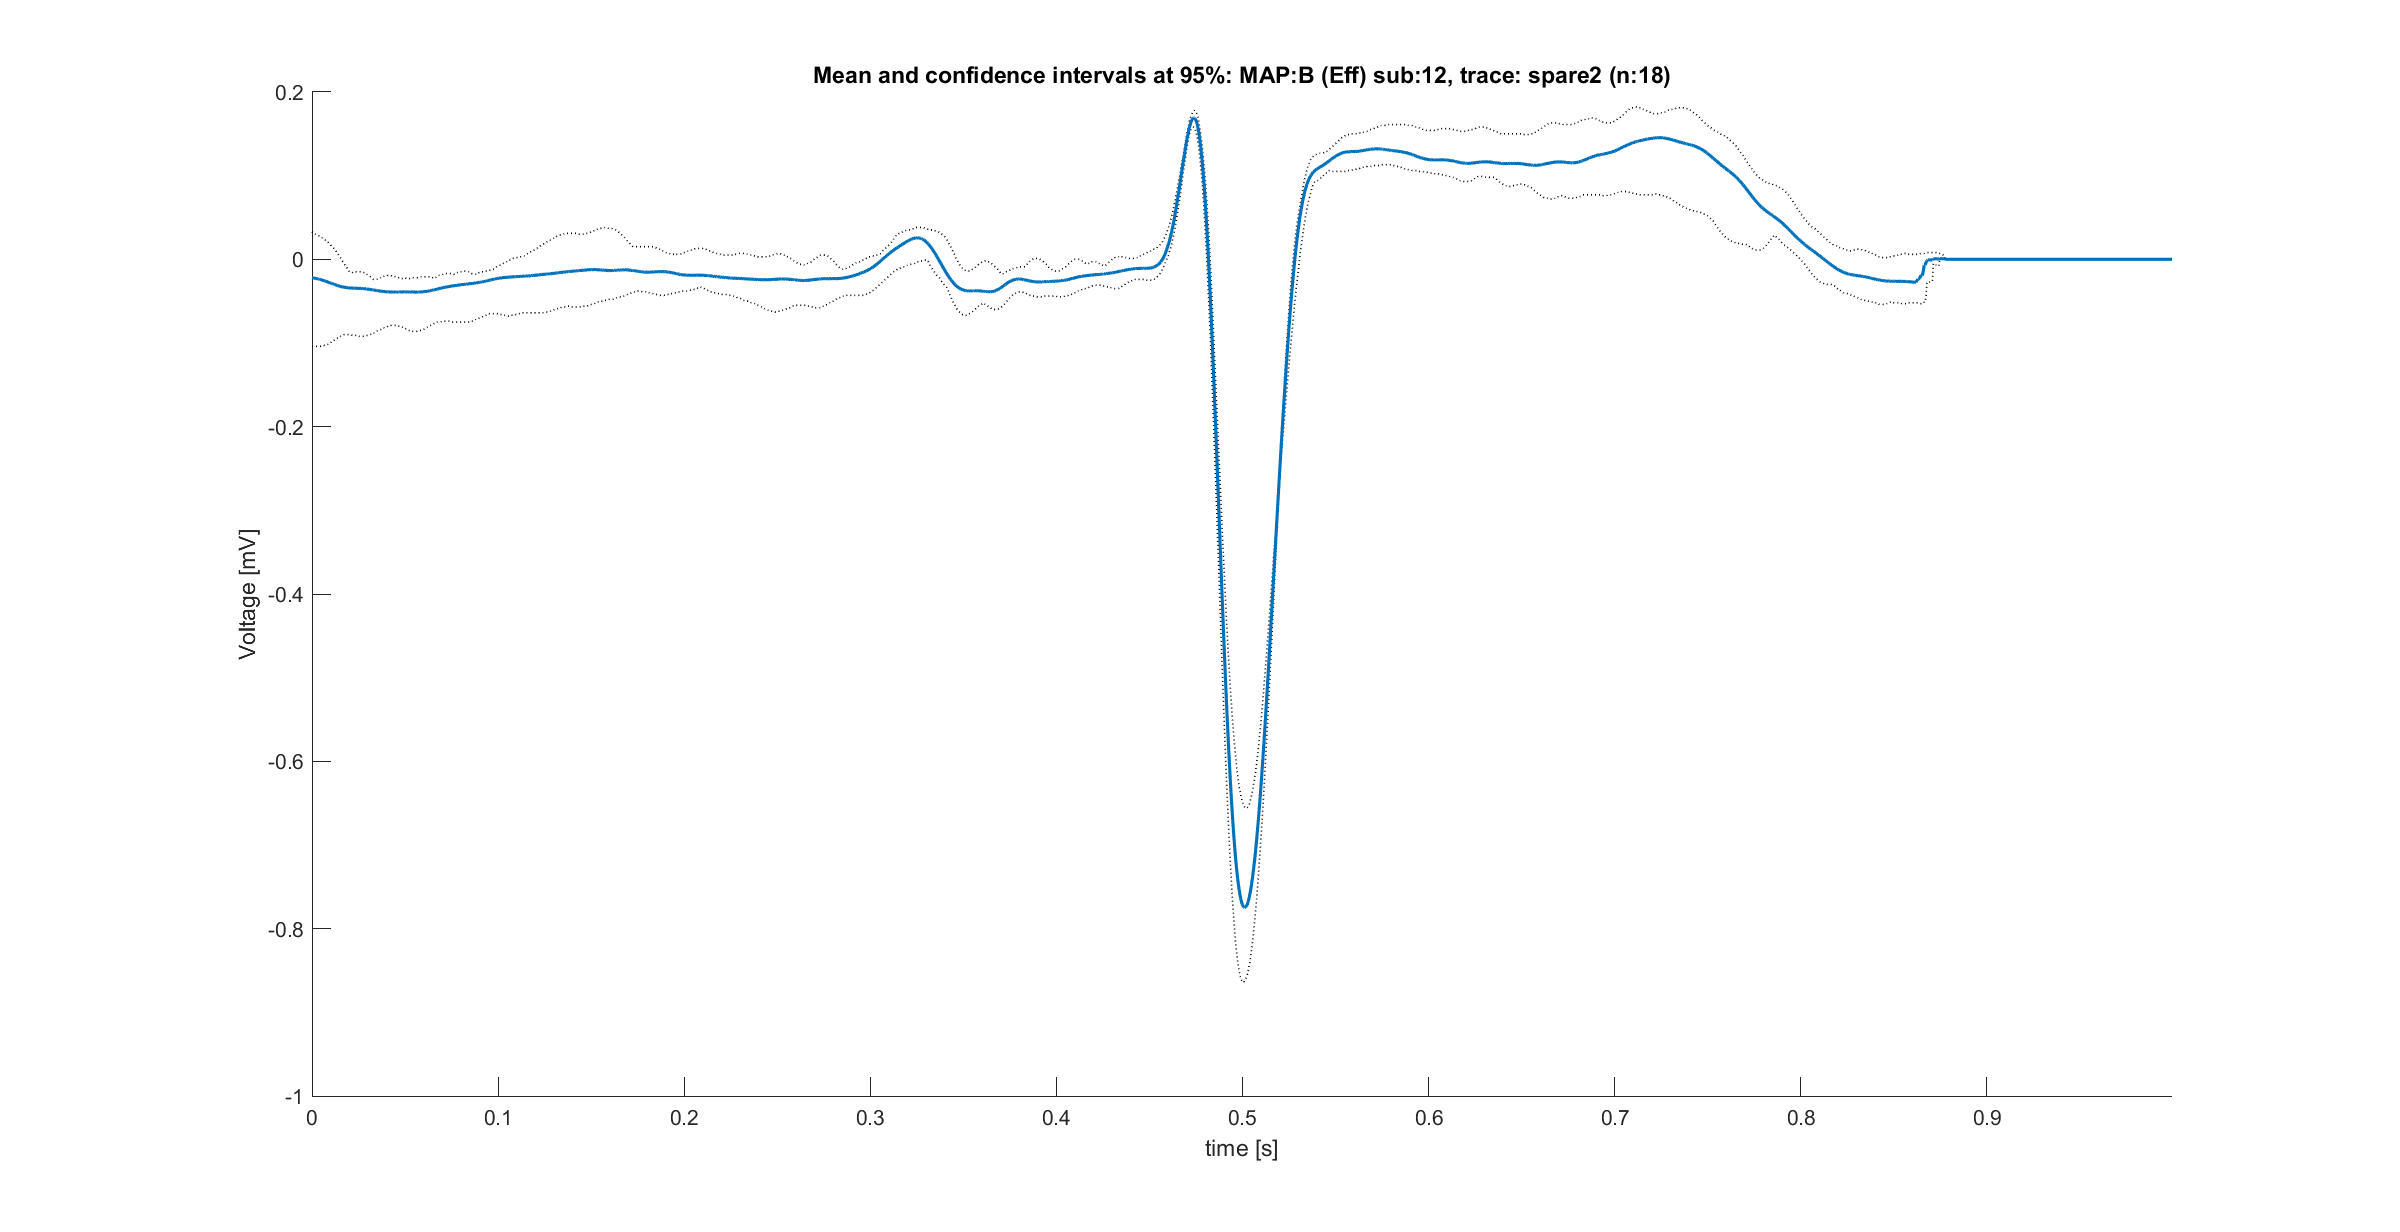 Mean and confidence intervals at 95%: MAP:B (Eff) sub:12, trace: spare2 (n:18)
0.2
0
-0.2
-0.4
-0.6
-0.8
-1
Voltage [mV]
0 0.1 0.2 0.3 0.4 0.5 0.6 0.7 0.8 0.9
time [s]